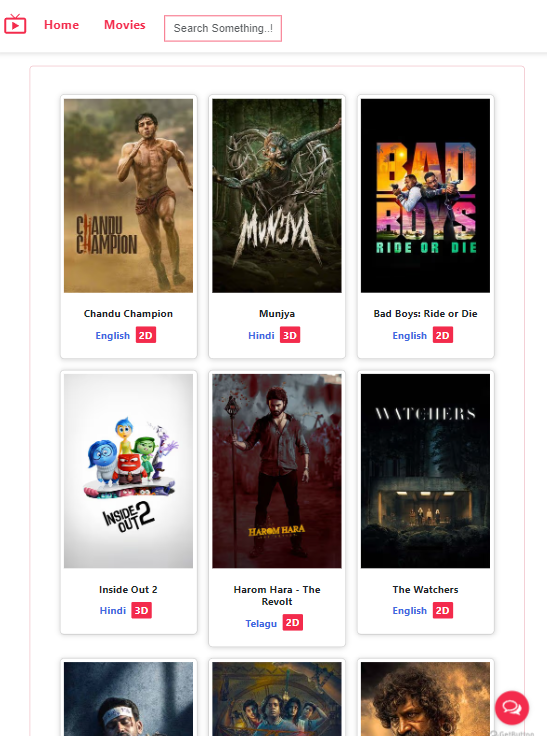 Home
Movies
Search Something..!
CHANDU
CHAMPION
MUNJYA
BAD
BOYS
RIDE OR DIE
Chandu Champion
English 2D
Munjya
Hindi 3D
Bad Boys: Ride or Die
English 2D
INSIDE
OUT 2
HAROM HARA
WATCHERS
Inside Out 2
Hindi 3D
Harom Hara - The
Revolt
Telagu 2D
The Watchers
English 2D
GetButton